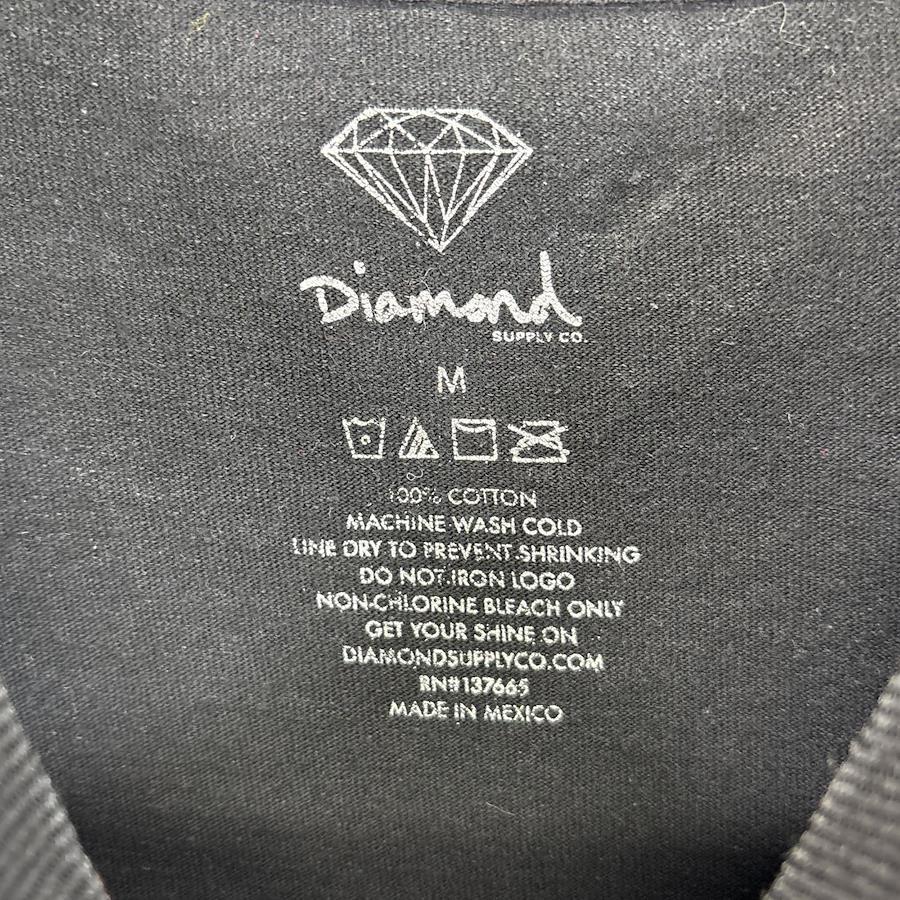 Diamond
SUPPLY CO.
M
100% COTTON
MACHINE WASH COLD
LINE DRY TO PREVENT SHRINKING
DO NOT IRON LOGO
NON-CHLORINE BLEACH ONLY
GET YOUR SHINE ON
DIAMONDSUPPLYCO.COM
RN#137665
MADE IN MEXICO